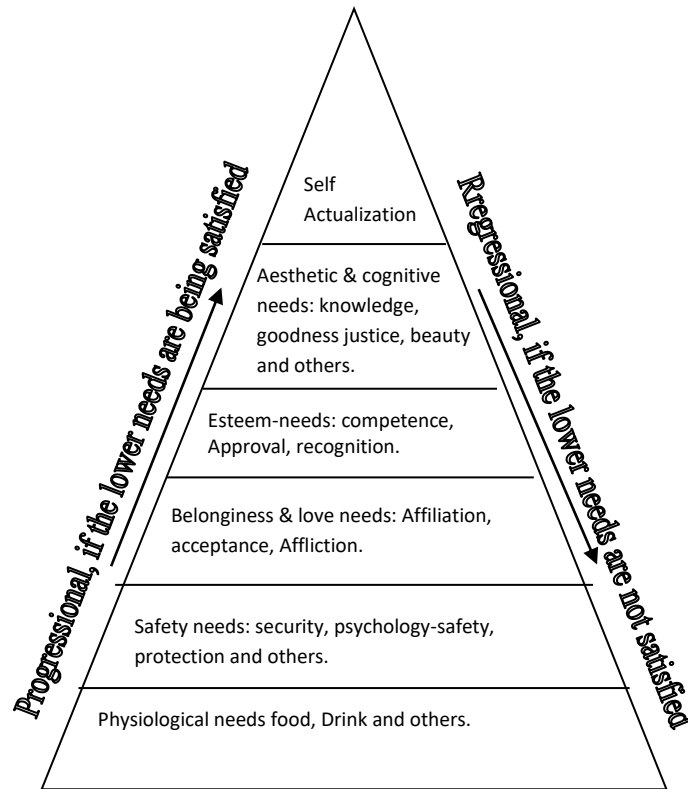 Self
Actualization
Aesthetic & cognitive
needs: knowledge,
goodness justice, beauty
and others.
Esteem-needs: competence,
Approval, recognition.
Belonginess & love needs: Affiliation,
acceptance, Affliction.
Safety needs: security, psychology-safety,
protection and others.
Physiological needs food, Drink and others.
Progressional, if the lower needs are being satisfied
Rregressional, if the lower needs are not satisfied